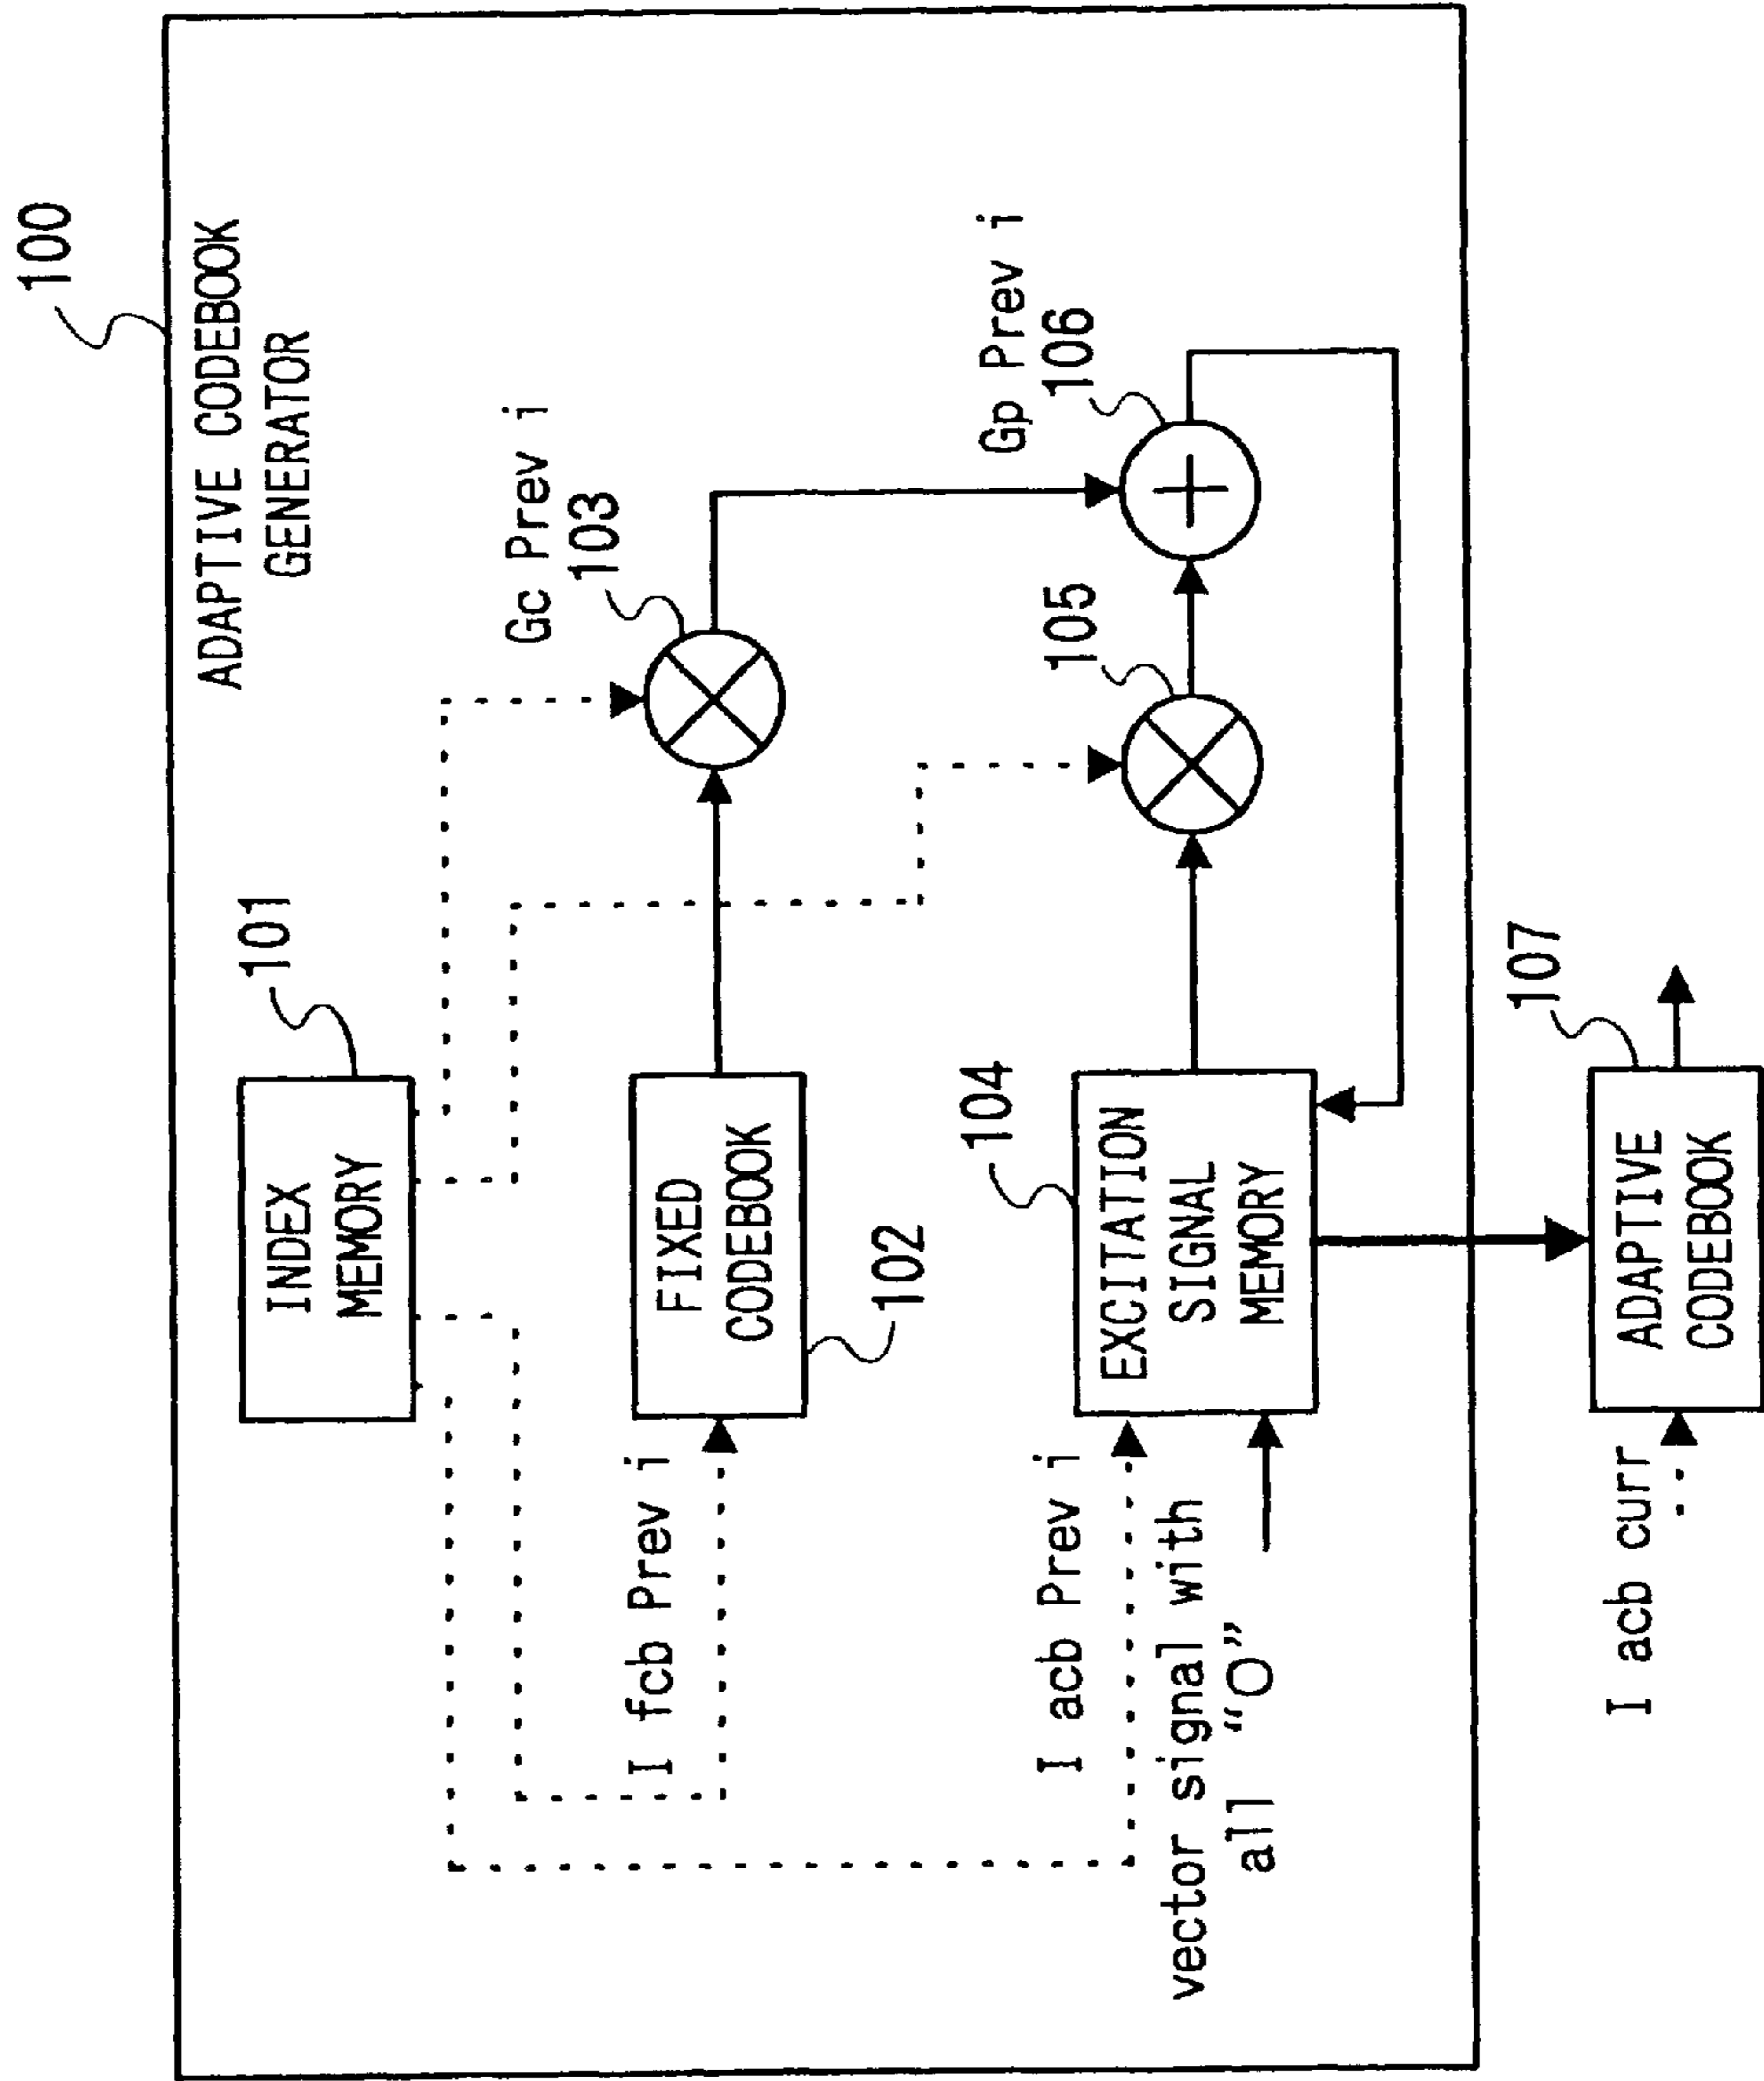 100
ADAPTIVE CODEBOOK
GENERATOR
101
INDEX
MEMORY
Gc Prev i
103
I fcb Prev i
FIXED
CODEBOOK
102
Gp Prev i
106
105
104
I acb Prev i
EXCITATION
SIGNAL
MEMORY
vector signal with
all "O"
107
I acb curr
ADAPTIVE
CODEBOOK